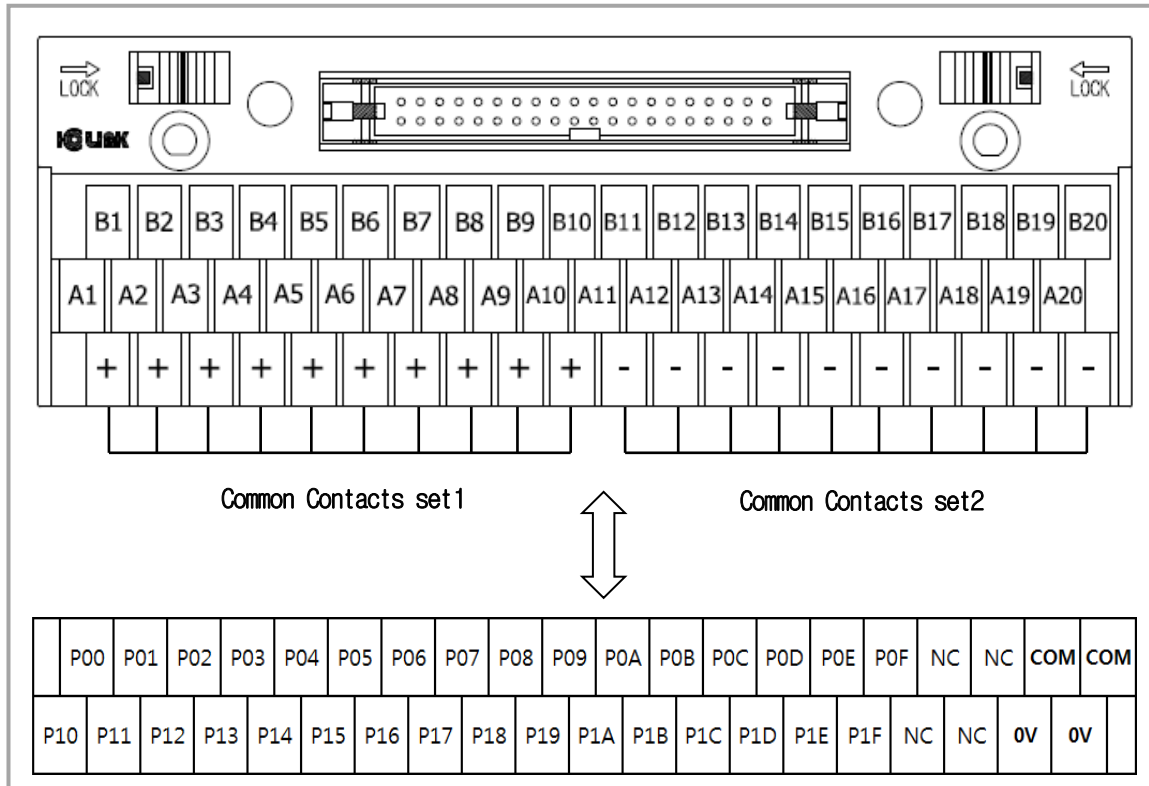 LOCK LOCK
B1 B2 B3 B4 B5 B6 B7 B8 B9 B10 B11 B12 B13 B14 B15 B16 B17 B18 B19 B20
A1 A2 A3 A4 A5 A6 A7 A8 A9 A10 A11 A12 A13 A14 A15 A16 A17 A18 A19 A20
+ + + + + + + + + + - - - - - - - - - -
Common Contacts set1 Common Contacts set2
P00 P01 P02 P03 P04 P05 P06 P07 P08 P09 P0A P0B P0C P0D P0E P0F NC NC COM COM
P10 P11 P12 P13 P14 P15 P16 P17 P18 P19 P1A P1B P1C P1D P1E P1F NC NC 0V 0V